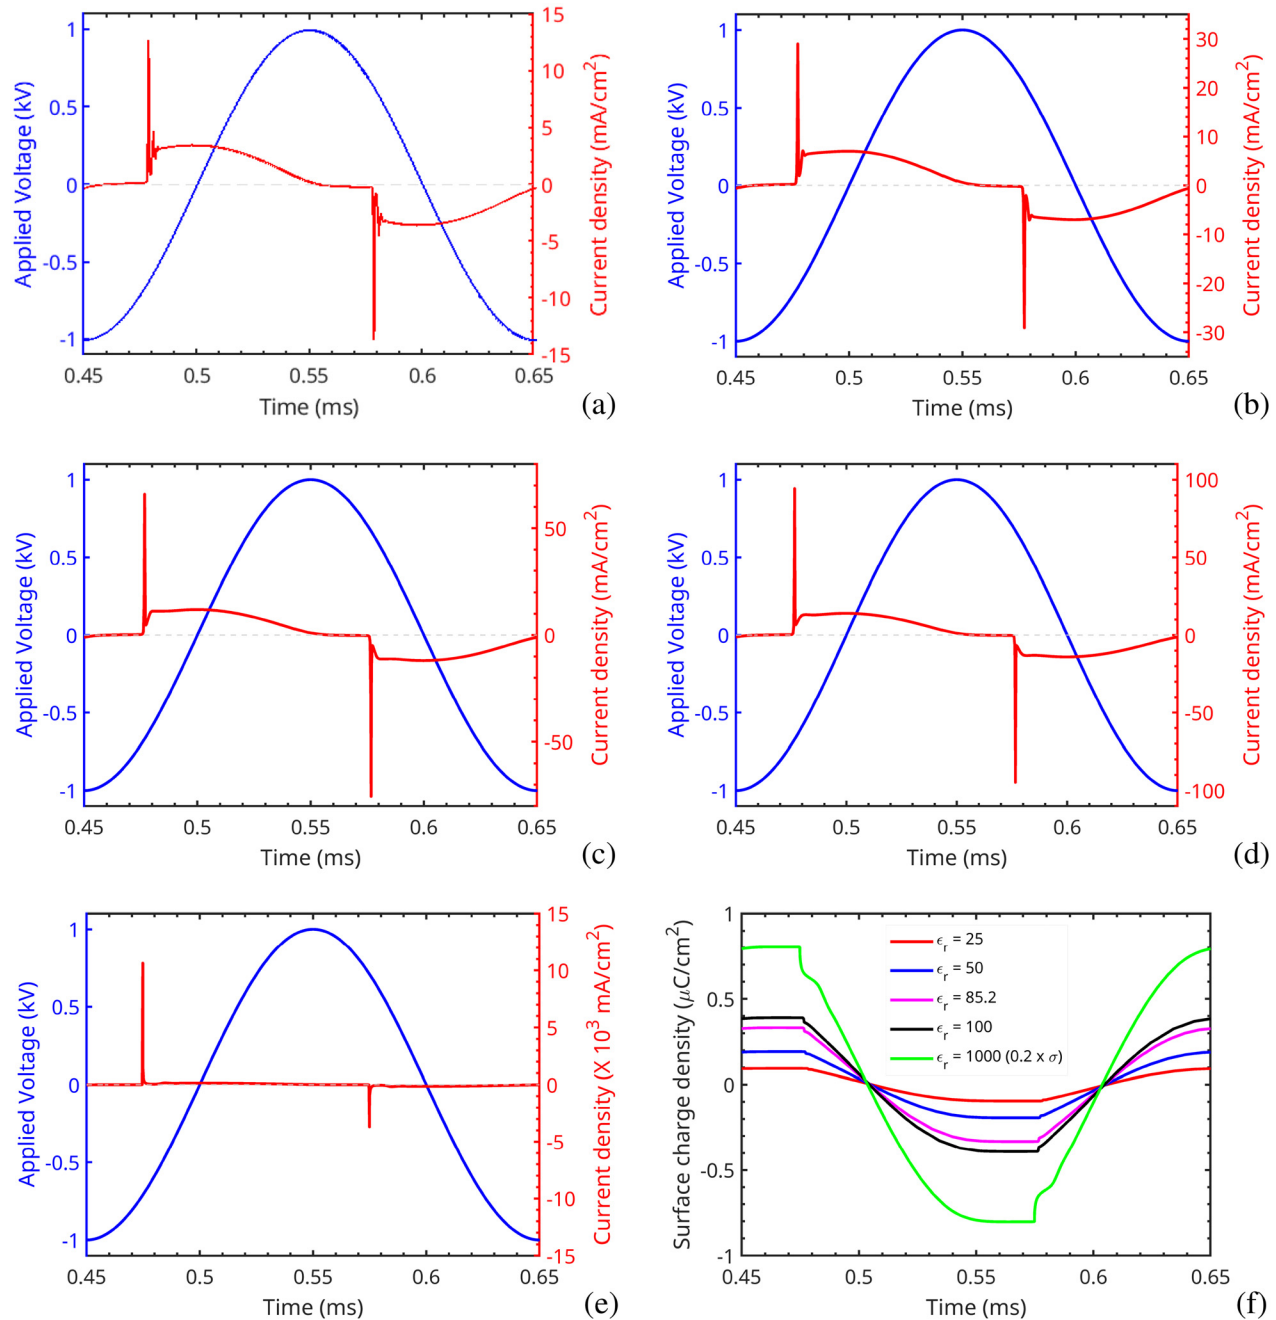 1
0.5
0
-0.5
-1
Applied Voltage (kV)
15
10
5
0
-5
-10
-15
Current density (mA/cm²)
0.45 0.5 0.55 0.6 0.65
Time (ms)
(a)
1
0.5
0
-0.5
-1
Applied Voltage (kV)
30
20
10
0
-10
-20
-30
Current density (mA/cm²)
0.45 0.5 0.55 0.6 0.65
Time (ms)
(b)
1
0.5
0
-0.5
-1
Applied Voltage (kV)
50
0
-50
Current density (mA/cm²)
0.45 0.5 0.55 0.6 0.65
Time (ms)
(c)
1
0.5
0
-0.5
-1
Applied Voltage (kV)
100
50
0
-50
-100
Current density (mA/cm²)
0.45 0.5 0.55 0.6 0.65
Time (ms)
(d)
1
0.5
0
-0.5
-1
Applied Voltage (kV)
15
10
5
0
-5
-10
-15
Current density (X 10³ mA/cm²)
0.45 0.5 0.55 0.6 0.65
Time (ms)
(e)
1
0.5
0
-0.5
-1
Surface charge density (μC/cm²)
ϵr = 25
ϵr = 50
ϵr = 85.2
ϵr = 100
ϵr = 1000 (0.2 x σ)
0.45 0.5 0.55 0.6 0.65
Time (ms)
(f)